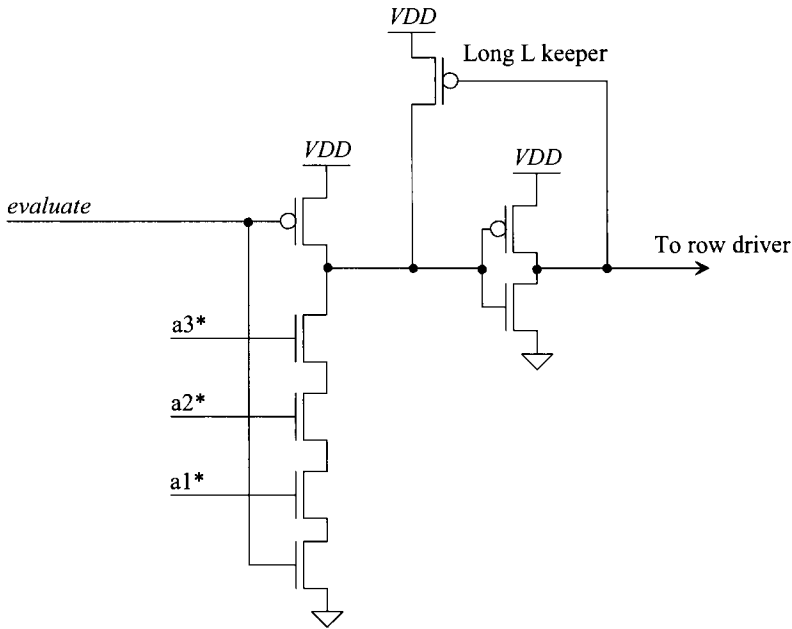 VDD
Long L keeper
VDD
VDD
evaluate
To row driver
a3*
a2*
a1*